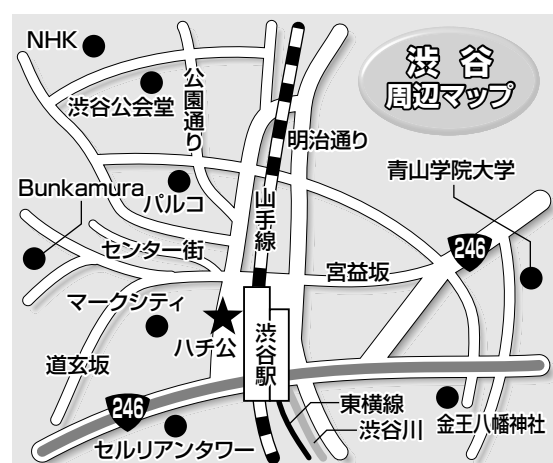 渋谷
周辺マップ
NHK
渋谷公会堂
公園通り
明治通り
青山学院大学
Bunkamura
パルコ
山手線
センター街
宮益坂
246
マークシティ
ハチ公
渋谷駅
道玄坂
246
セルリアンタワー
東横線
渋谷川
金王八幡神社